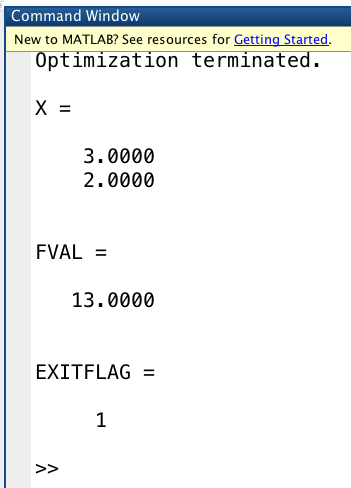 Command Window
New to MATLAB? See resources for Getting Started.
Optimization terminated.
X =
3.0000
2.0000
FVAL =
13.0000
EXITFLAG =
1
>>